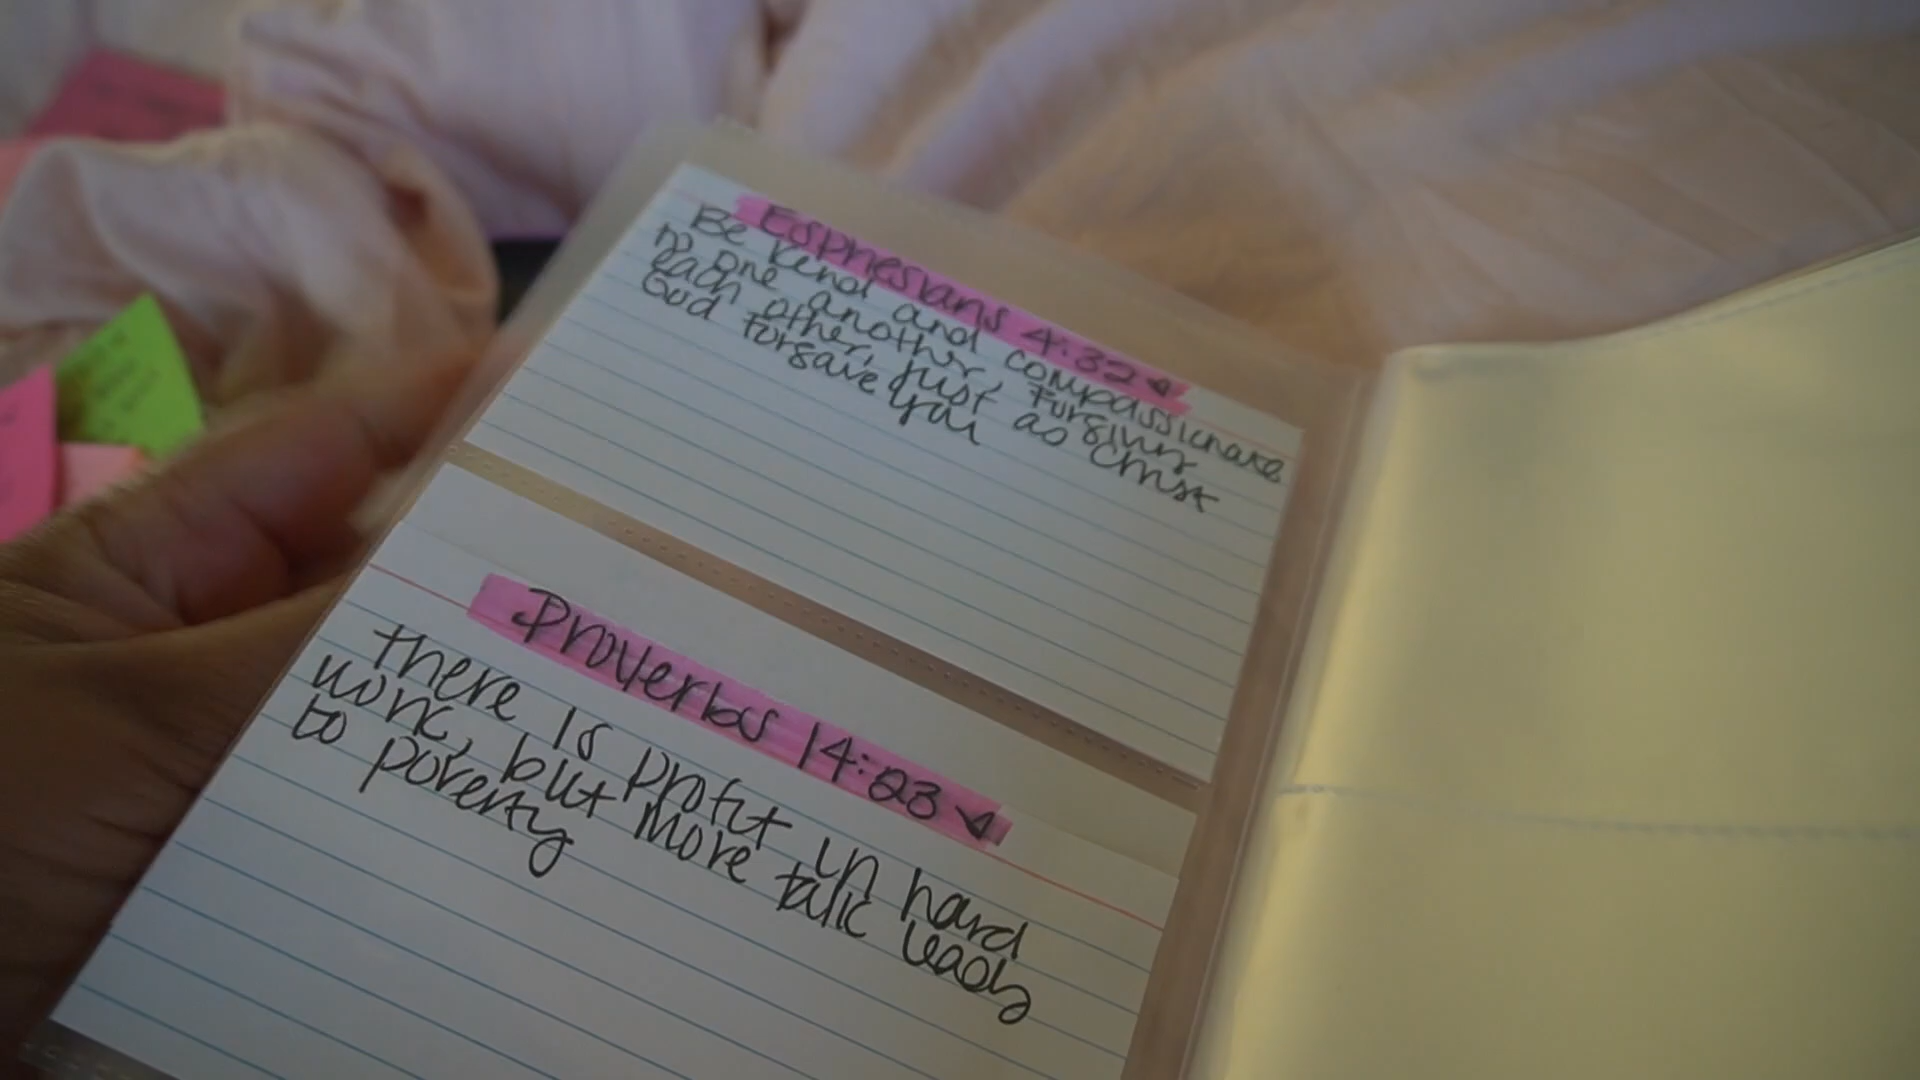 Esphesians 4:32
Be kind and compassionate
to one another, forgiving
each other, just as Christ
God forgave you
Proverbs 14:23
there is profit in hard
work, but more talk leads
to poverty